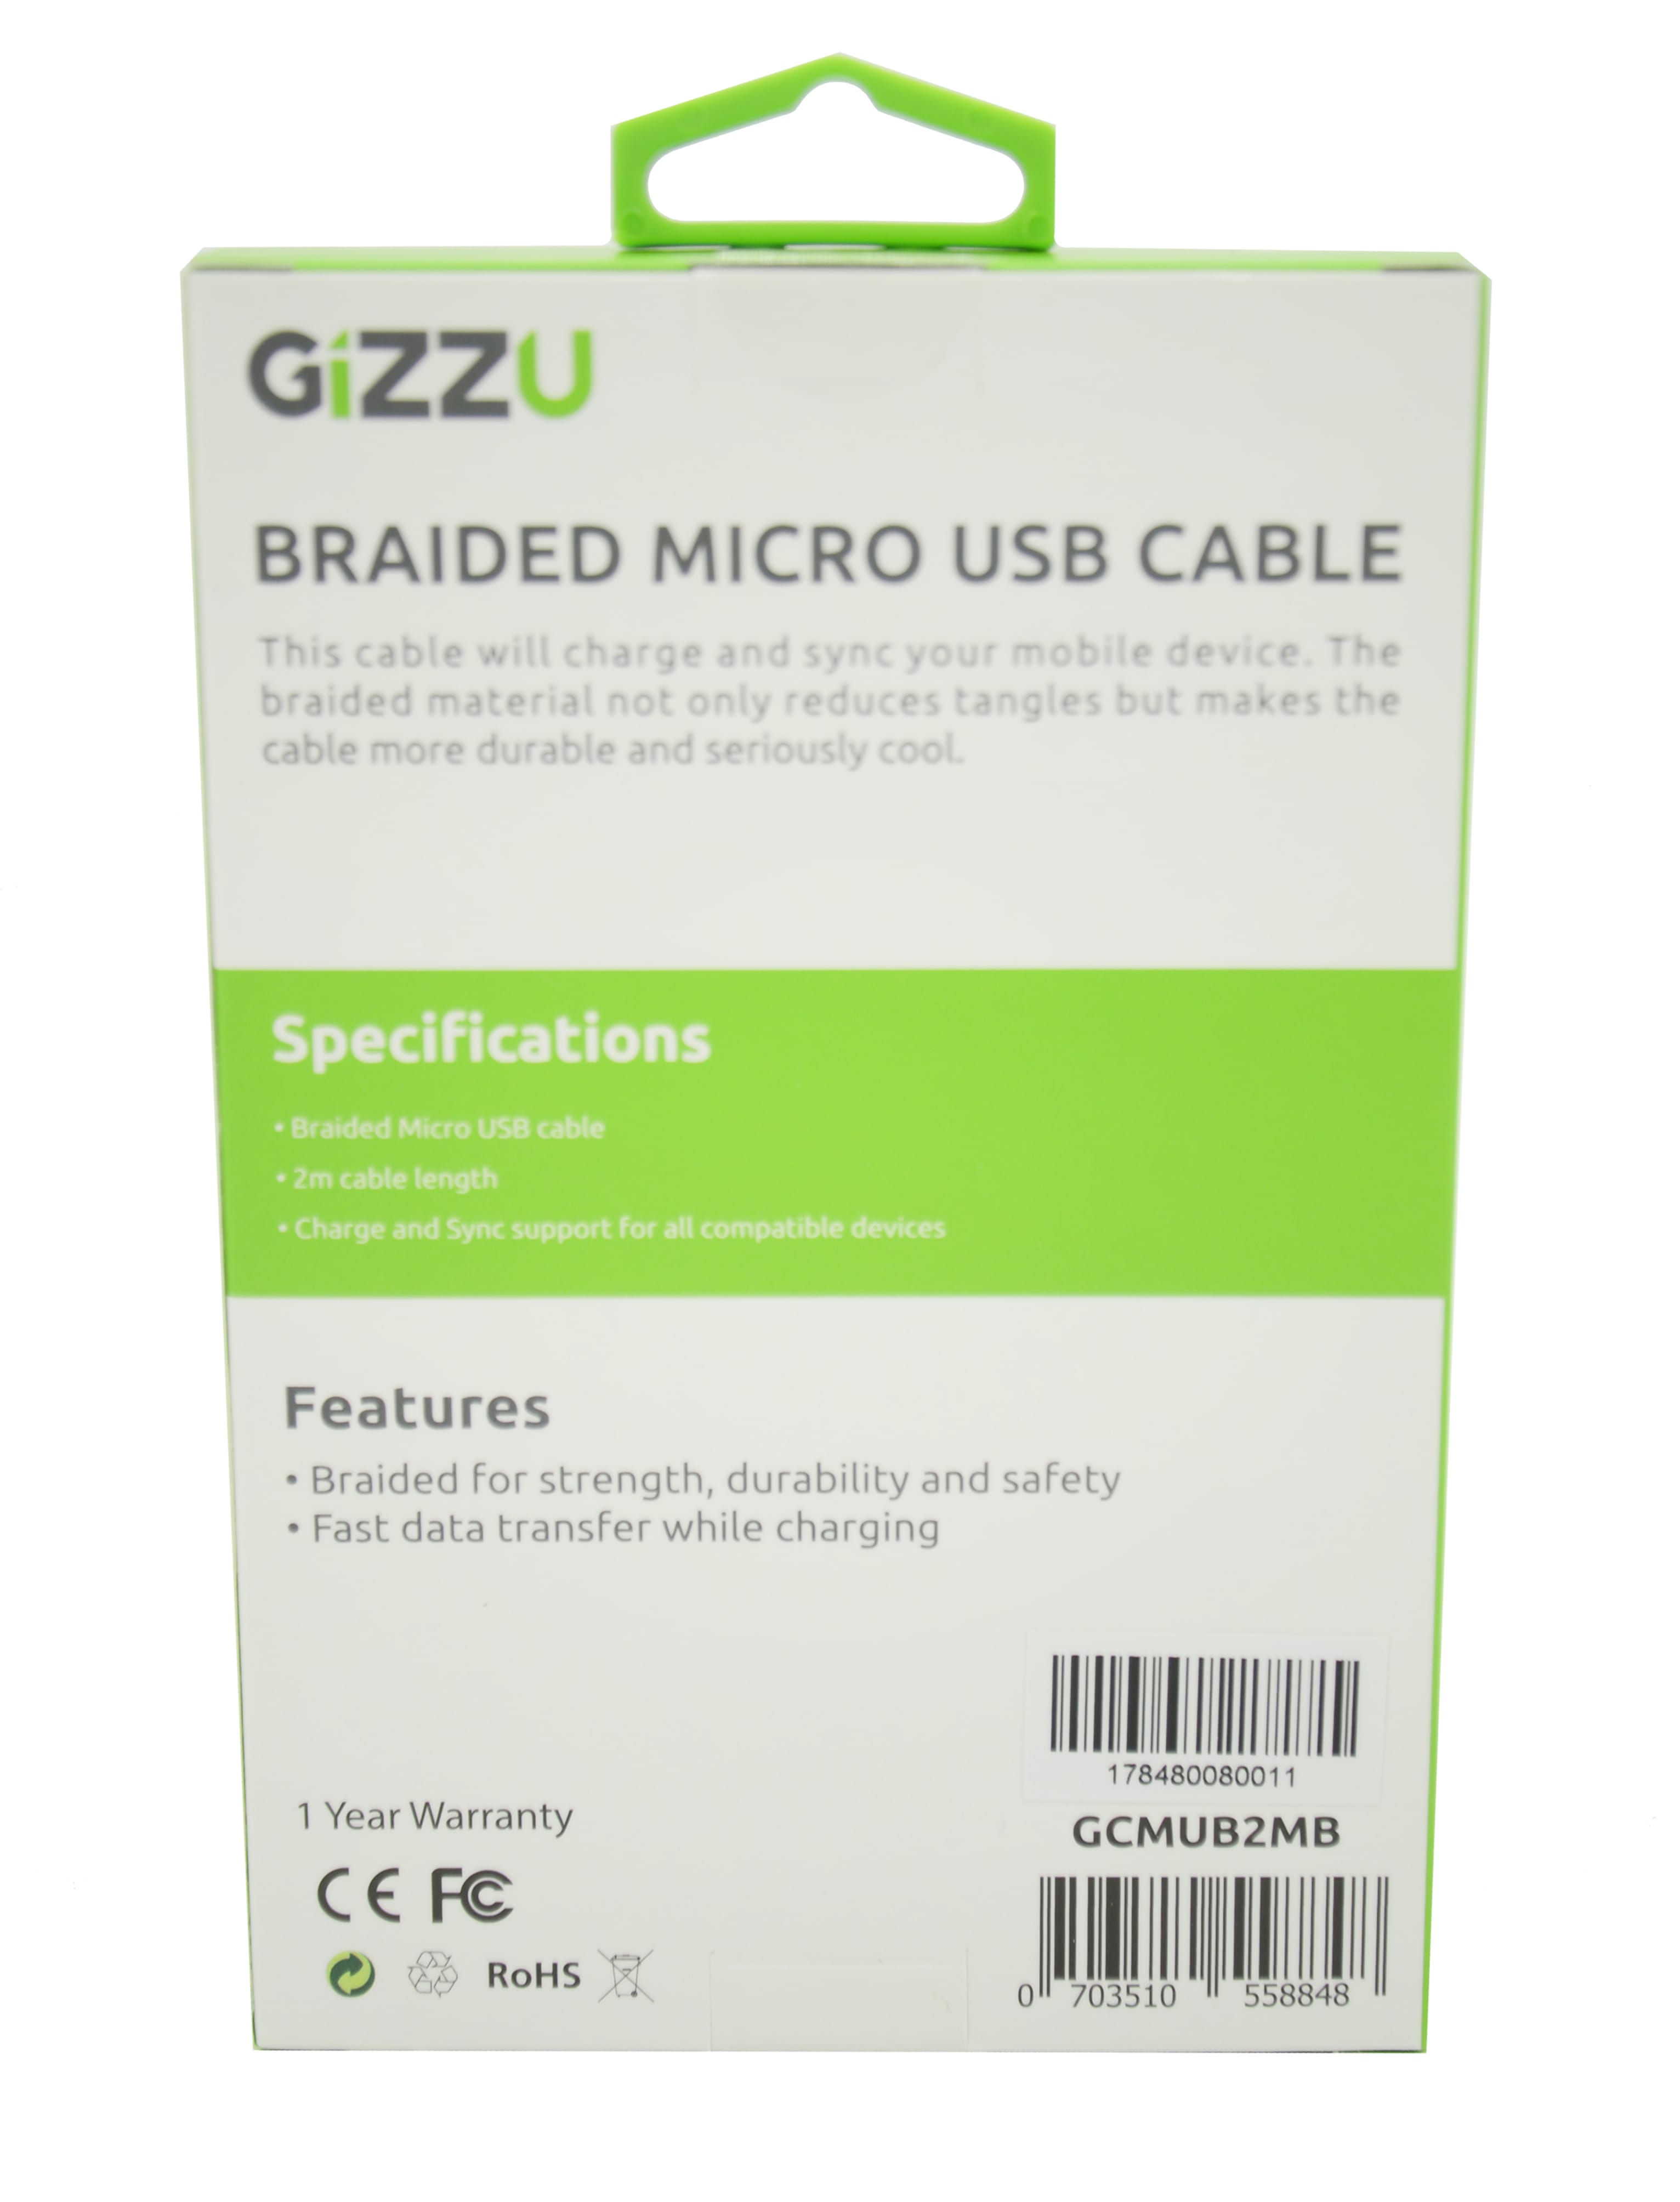 GiZZU
BRAIDED MICRO USB CABLE
This cable will charge and sync your mobile device. The
braided material not only reduces tangles but makes the
cable more durable and seriously cool.
Specifications
• Braided Micro USB cable
• 2m cable length
• Charge and Sync support for all compatible devices
Features
• Braided for strength, durability and safety
• Fast data transfer while charging
178480080011
GCMUB2MB
1 Year Warranty
CE FC
RoHS
0 703510 558848